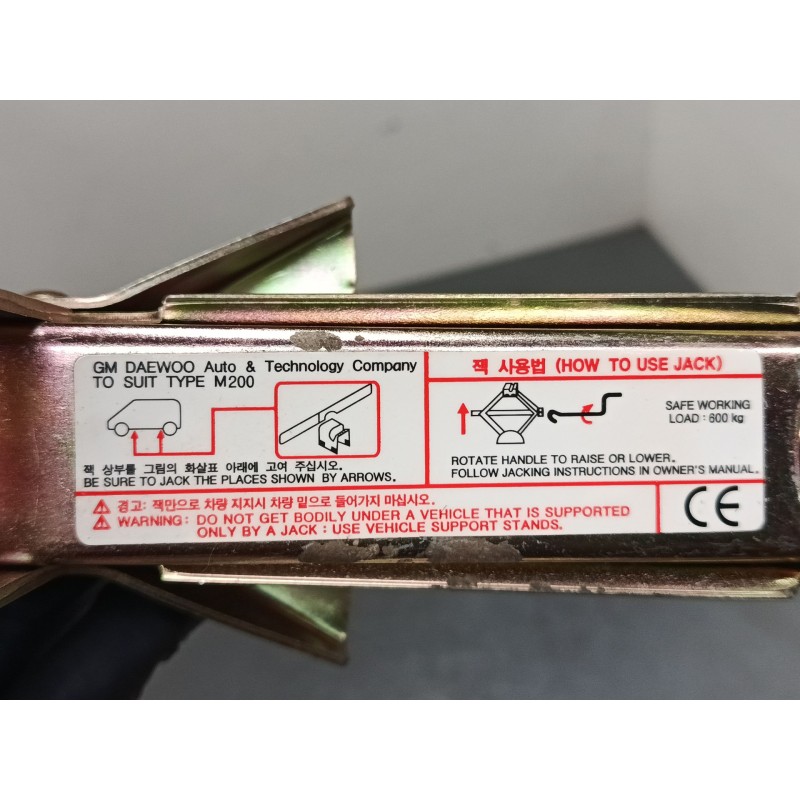 GM DAEWOO Auto & Technology Company
TO SUIT TYPE M200
잭 상부를 그림의 화살표 아래에 고여 주십시오.
BE SURE TO JACK THE PLACES SHOWN BY ARROWS.
잭 사용법 (HOW TO USE JACK)
SAFE WORKING
LOAD : 600 kg
ROTATE HANDLE TO RAISE OR LOWER.
FOLLOW JACKING INSTRUCTIONS IN OWNER'S MANUAL.
경고: 잭만으로 차량 지지시 차량 밑으로 들어가지 마십시오.
WARNING: DO NOT GET BODILY UNDER A VEHICLE THAT IS SUPPORTED
ONLY BY A JACK : USE VEHICLE SUPPORT STANDS.
CE